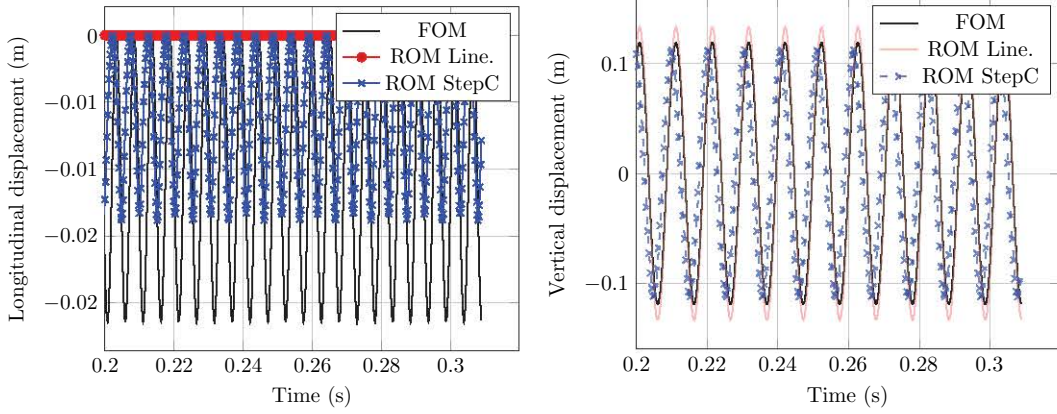 Longitudinal displacement (m)
0
−0.01
−0.01
−0.02
−0.02
0.2
0.22
0.24
0.26
0.28
0.3
Time (s)
FOM
ROM Line.
ROM StepC
Vertical displacement (m)
0.1
0
−0.1
0.2
0.22
0.24
0.26
0.28
0.3
Time (s)
FOM
ROM Line.
ROM StepC